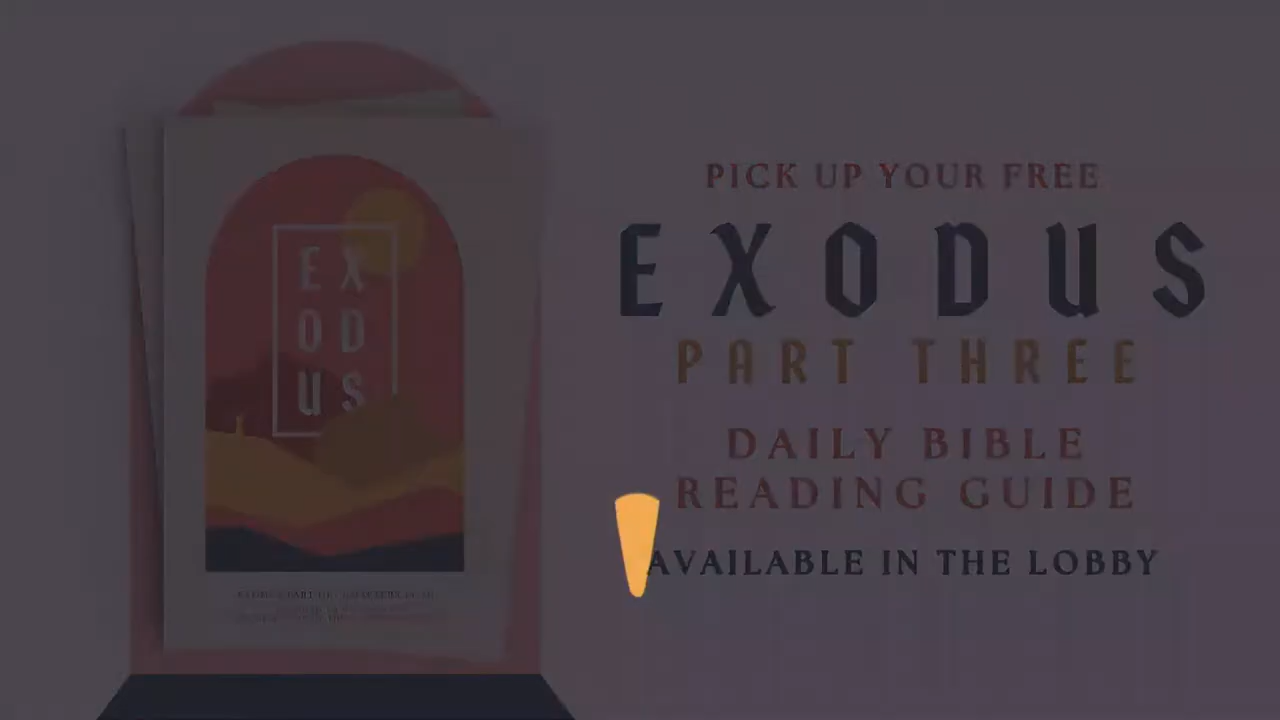 EX
OD
US
PICK UP YOUR FREE
EXODUS
PART THREE
DAILY BIBLE
READING GUIDE
AVAILABLE IN THE LOBBY